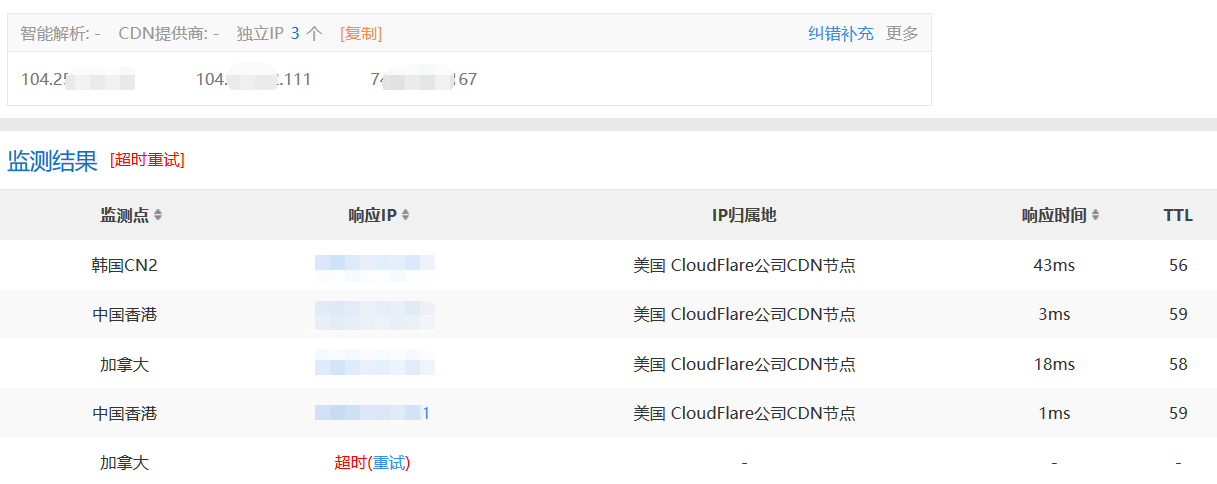 智能解析: - CDN提供商: - 独立IP 3 个 [复制] 纠错补充 更多
104.25 104. .111 74 167
监测结果 [超时重试]
监测点 响应IP IP归属地 响应时间 TTL
韩国CN2 美国 CloudFlare公司CDN节点 43ms 56
中国香港 美国 CloudFlare公司CDN节点 3ms 59
加拿大 美国 CloudFlare公司CDN节点 18ms 58
中国香港 1 美国 CloudFlare公司CDN节点 1ms 59
加拿大 超时(重试) - - -